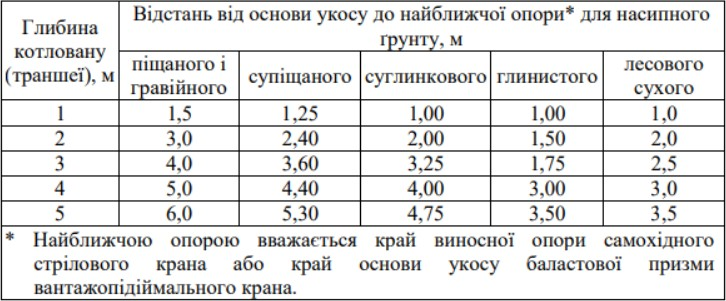 Глибина котловану (траншеї), м
Відстань від основи укосу до найближчої опори* для насипного ґрунту, м
піщаного і гравійного
супіщаного
суглинкового
глинистого
лесового сухого
1 1,5 1,25 1,00 1,00 1,0
2 3,0 2,40 2,00 1,50 2,0
3 4,0 3,60 3,25 1,75 2,5
4 5,0 4,40 4,00 3,00 3,0
5 6,0 5,30 4,75 3,50 3,5
* Найближчою опорою вважається край виносної опори самохідного
стрілового крана або край основи укосу баластової призми
вантажопідіймального крана.